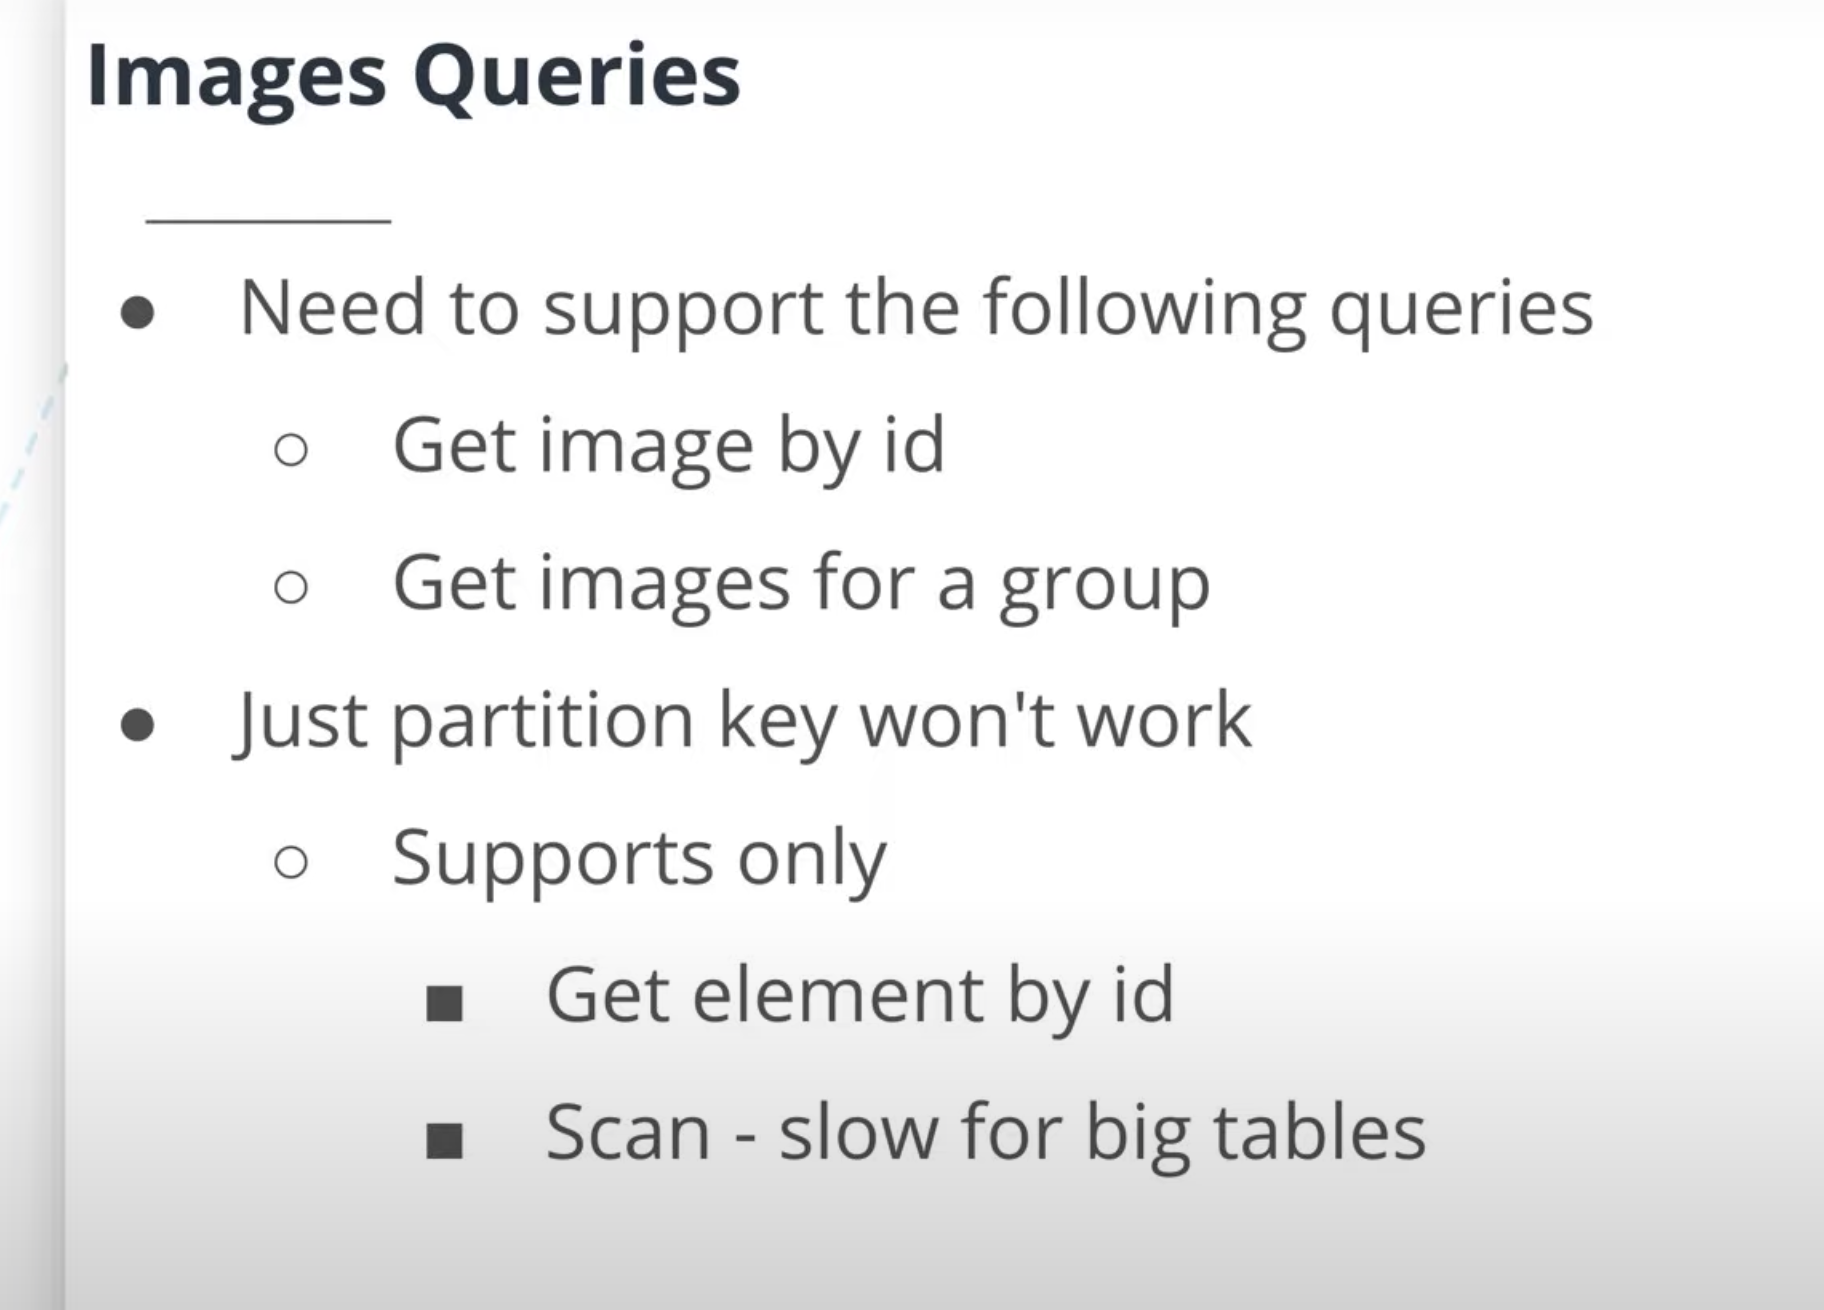 Images Queries
Need to support the following queries
Get image by id
Get images for a group
Just partition key won't work
Supports only
Get element by id
Scan - slow for big tables